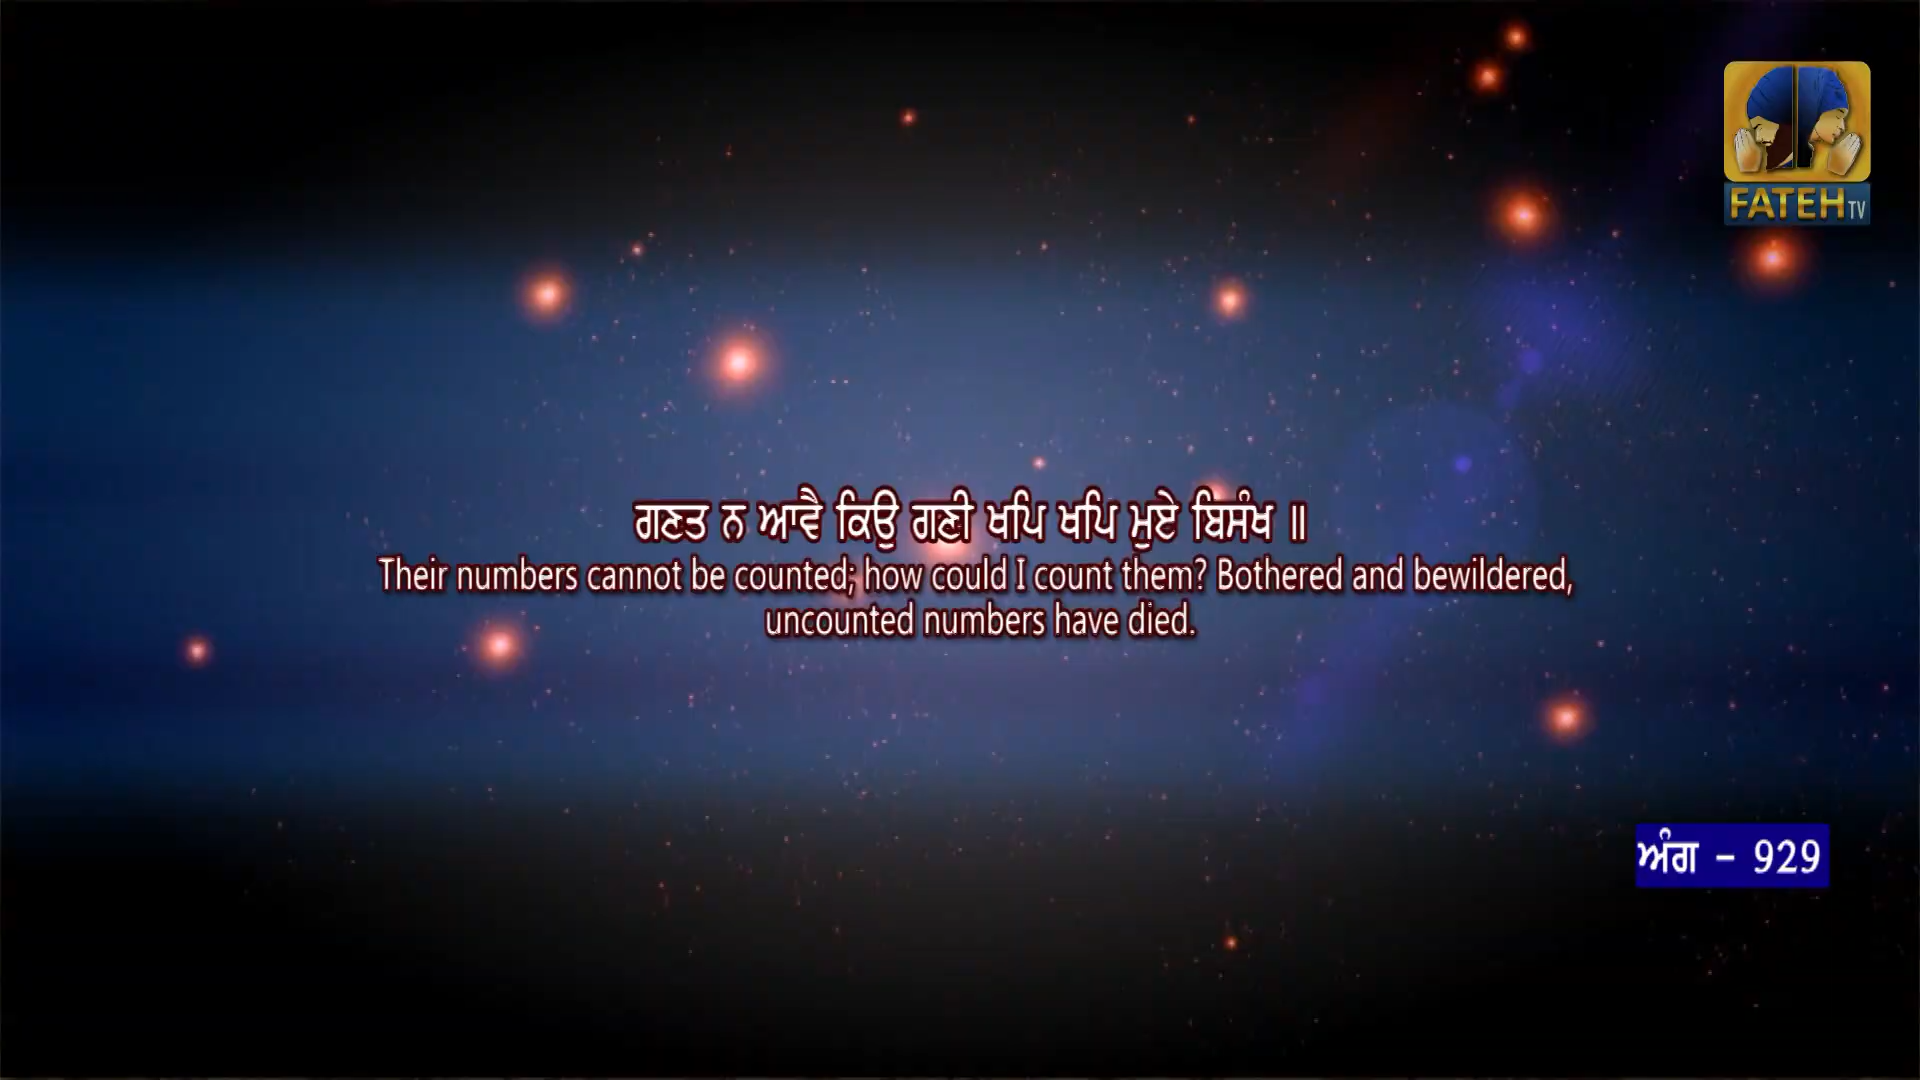 FATEH TV
ਗਣਤ ਨ ਆਵੈ ਕਿਉ ਗਣੀ ਖਪਿ ਖਪਿ ਮੁਏ ਬਿਸੰਖ ॥
Their numbers cannot be counted; how could I count them? Bothered and bewildered,
uncounted numbers have died.
ਅੰਗ - 929